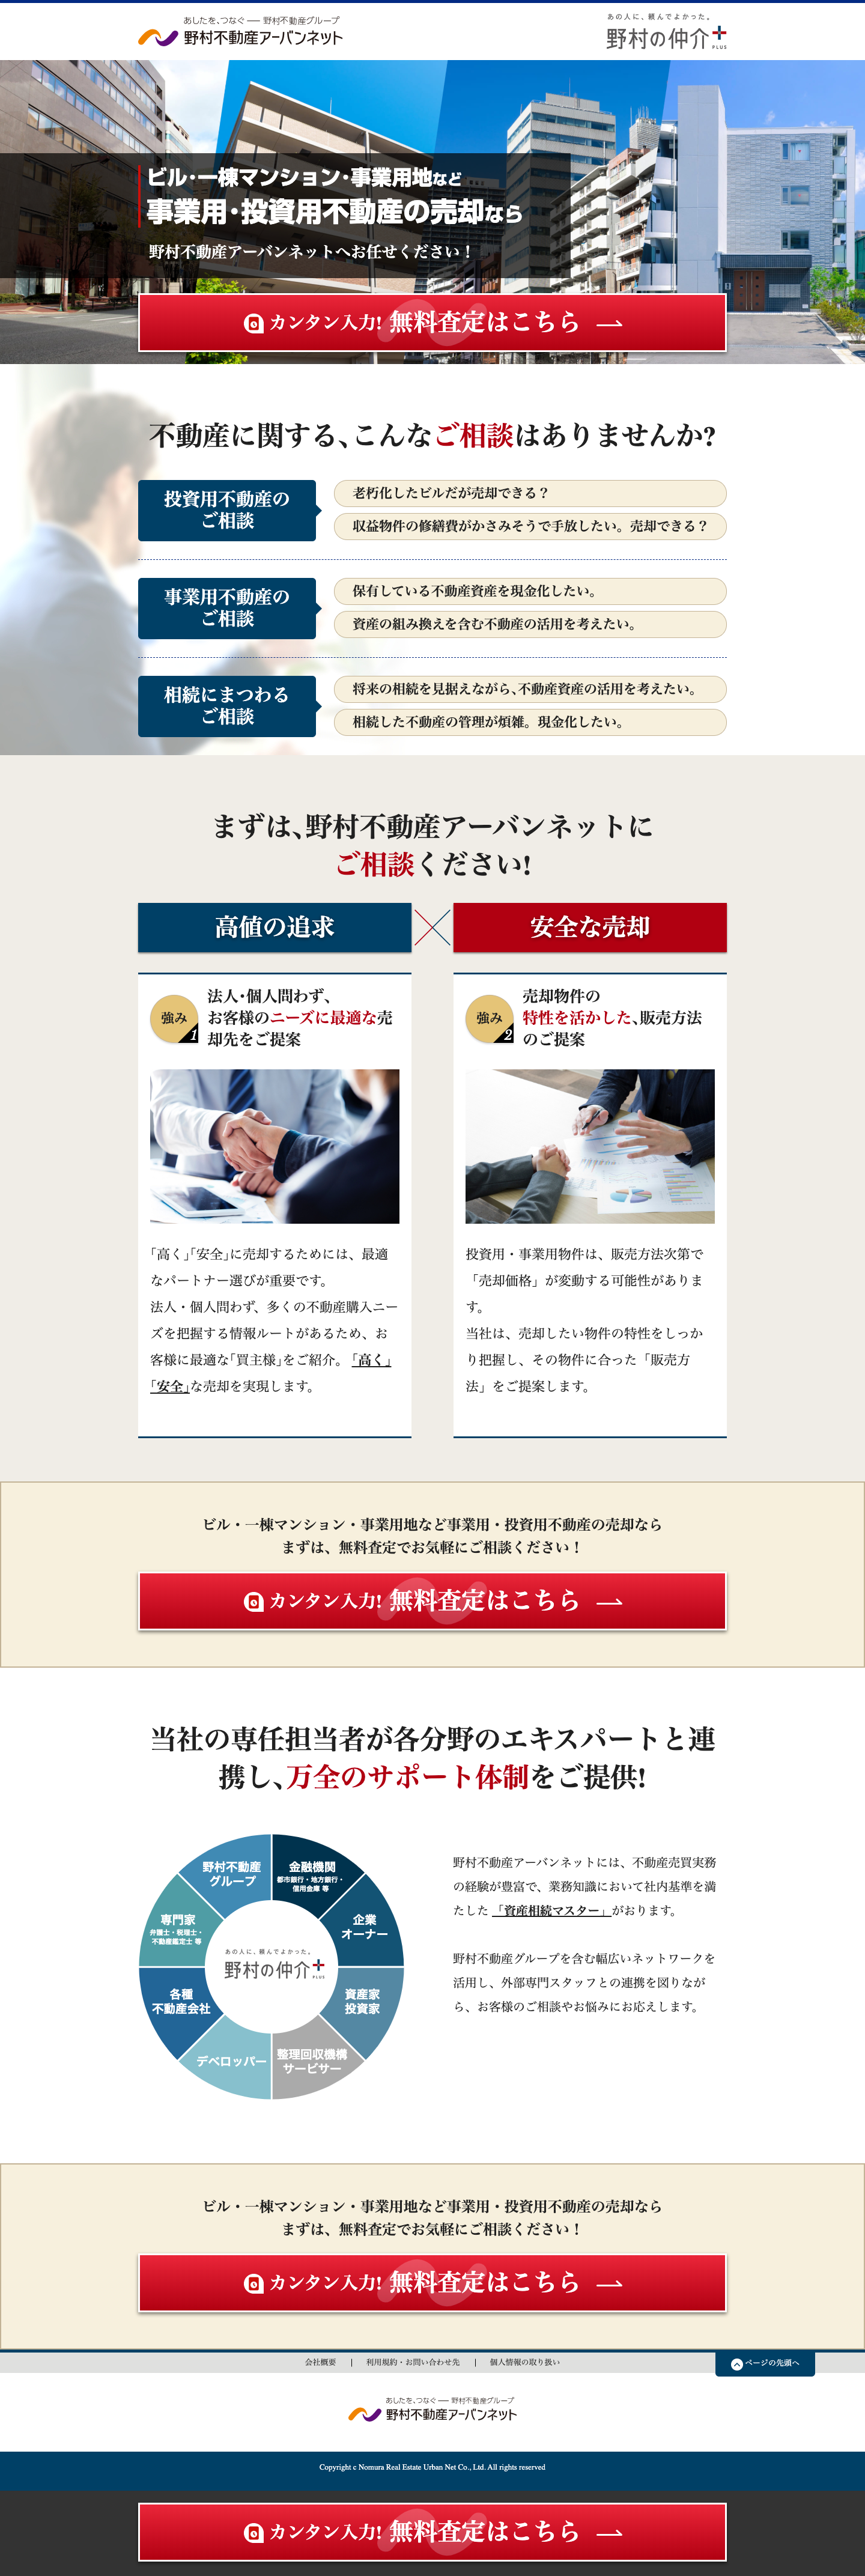 あしたを、つなぐ ― 野村不動産グループ
野村不動産アーバンネット
あの人に、頼んでよかった。
野村の仲介
PLUS
ビル・一棟マンション・事業用地など
事業用・投資用不動産の売却なら
野村不動産アーバンネットへお任せください！
カンタン入力! 無料査定はこちら
不動産に関する、こんなご相談はありませんか?
投資用不動産の
ご相談
老朽化したビルだが売却できる？
収益物件の修繕費がかさみそうで手放したい。売却できる？
事業用不動産の
ご相談
保有している不動産資産を現金化したい。
資産の組み換えを含む不動産の活用を考えたい。
相続にまつわる
ご相談
将来の相続を見据えながら、不動産資産の活用を考えたい。
相続した不動産の管理が煩雑。現金化したい。
まずは、野村不動産アーバンネットに
ご相談ください!
高値の追求
安全な売却
強み
1
法人・個人問わず、
お客様のニーズに最適な売
却先をご提案
「高く」「安全」に売却するためには、最適
なパートナー選びが重要です。
法人・個人問わず、多くの不動産購入ニー
ズを把握する情報ルートがあるため、お
客様に最適な「買主様」をご紹介。「高く」
「安全」な売却を実現します。
強み
2
売却物件の
特性を活かした、販売方法
のご提案
投資用・事業用物件は、販売方法次第で
「売却価格」が変動する可能性がありま
す。
当社は、売却したい物件の特性をしっか
り把握し、その物件に合った「販売方
法」をご提案します。
ビル・一棟マンション・事業用地など事業用・投資用不動産の売却なら
まずは、無料査定でお気軽にご相談ください！
カンタン入力! 無料査定はこちら
当社の専任担当者が各分野のエキスパートと連
携し、万全のサポート体制をご提供!
野村不動産
グループ
金融機関
都市銀行・地方銀行・
信用金庫 等
企業
オーナー
資産家
投資家
整理回収機構
サービサー
デベロッパー
各種
不動産会社
専門家
弁護士・税理士・
不動産鑑定士 等
あの人に、頼んでよかった。
野村の仲介
PLUS
野村不動産アーバンネットには、不動産売買実務
の経験が豊富で、業務知識において社内基準を満
たした「資産相続マスター」がおります。
野村不動産グループを含む幅広いネットワークを
活用し、外部専門スタッフとの連携を図りなが
ら、お客様のご相談やお悩みにお応えします。
ビル・一棟マンション・事業用地など事業用・投資用不動産の売却なら
まずは、無料査定でお気軽にご相談ください！
カンタン入力! 無料査定はこちら
会社概要 | 利用規約・お問い合わせ先 | 個人情報の取り扱い
ページの先頭へ
あしたを、つなぐ ― 野村不動産グループ
野村不動産アーバンネット
Copyright c Nomura Real Estate Urban Net Co., Ltd. All rights reserved
カンタン入力! 無料査定はこちら